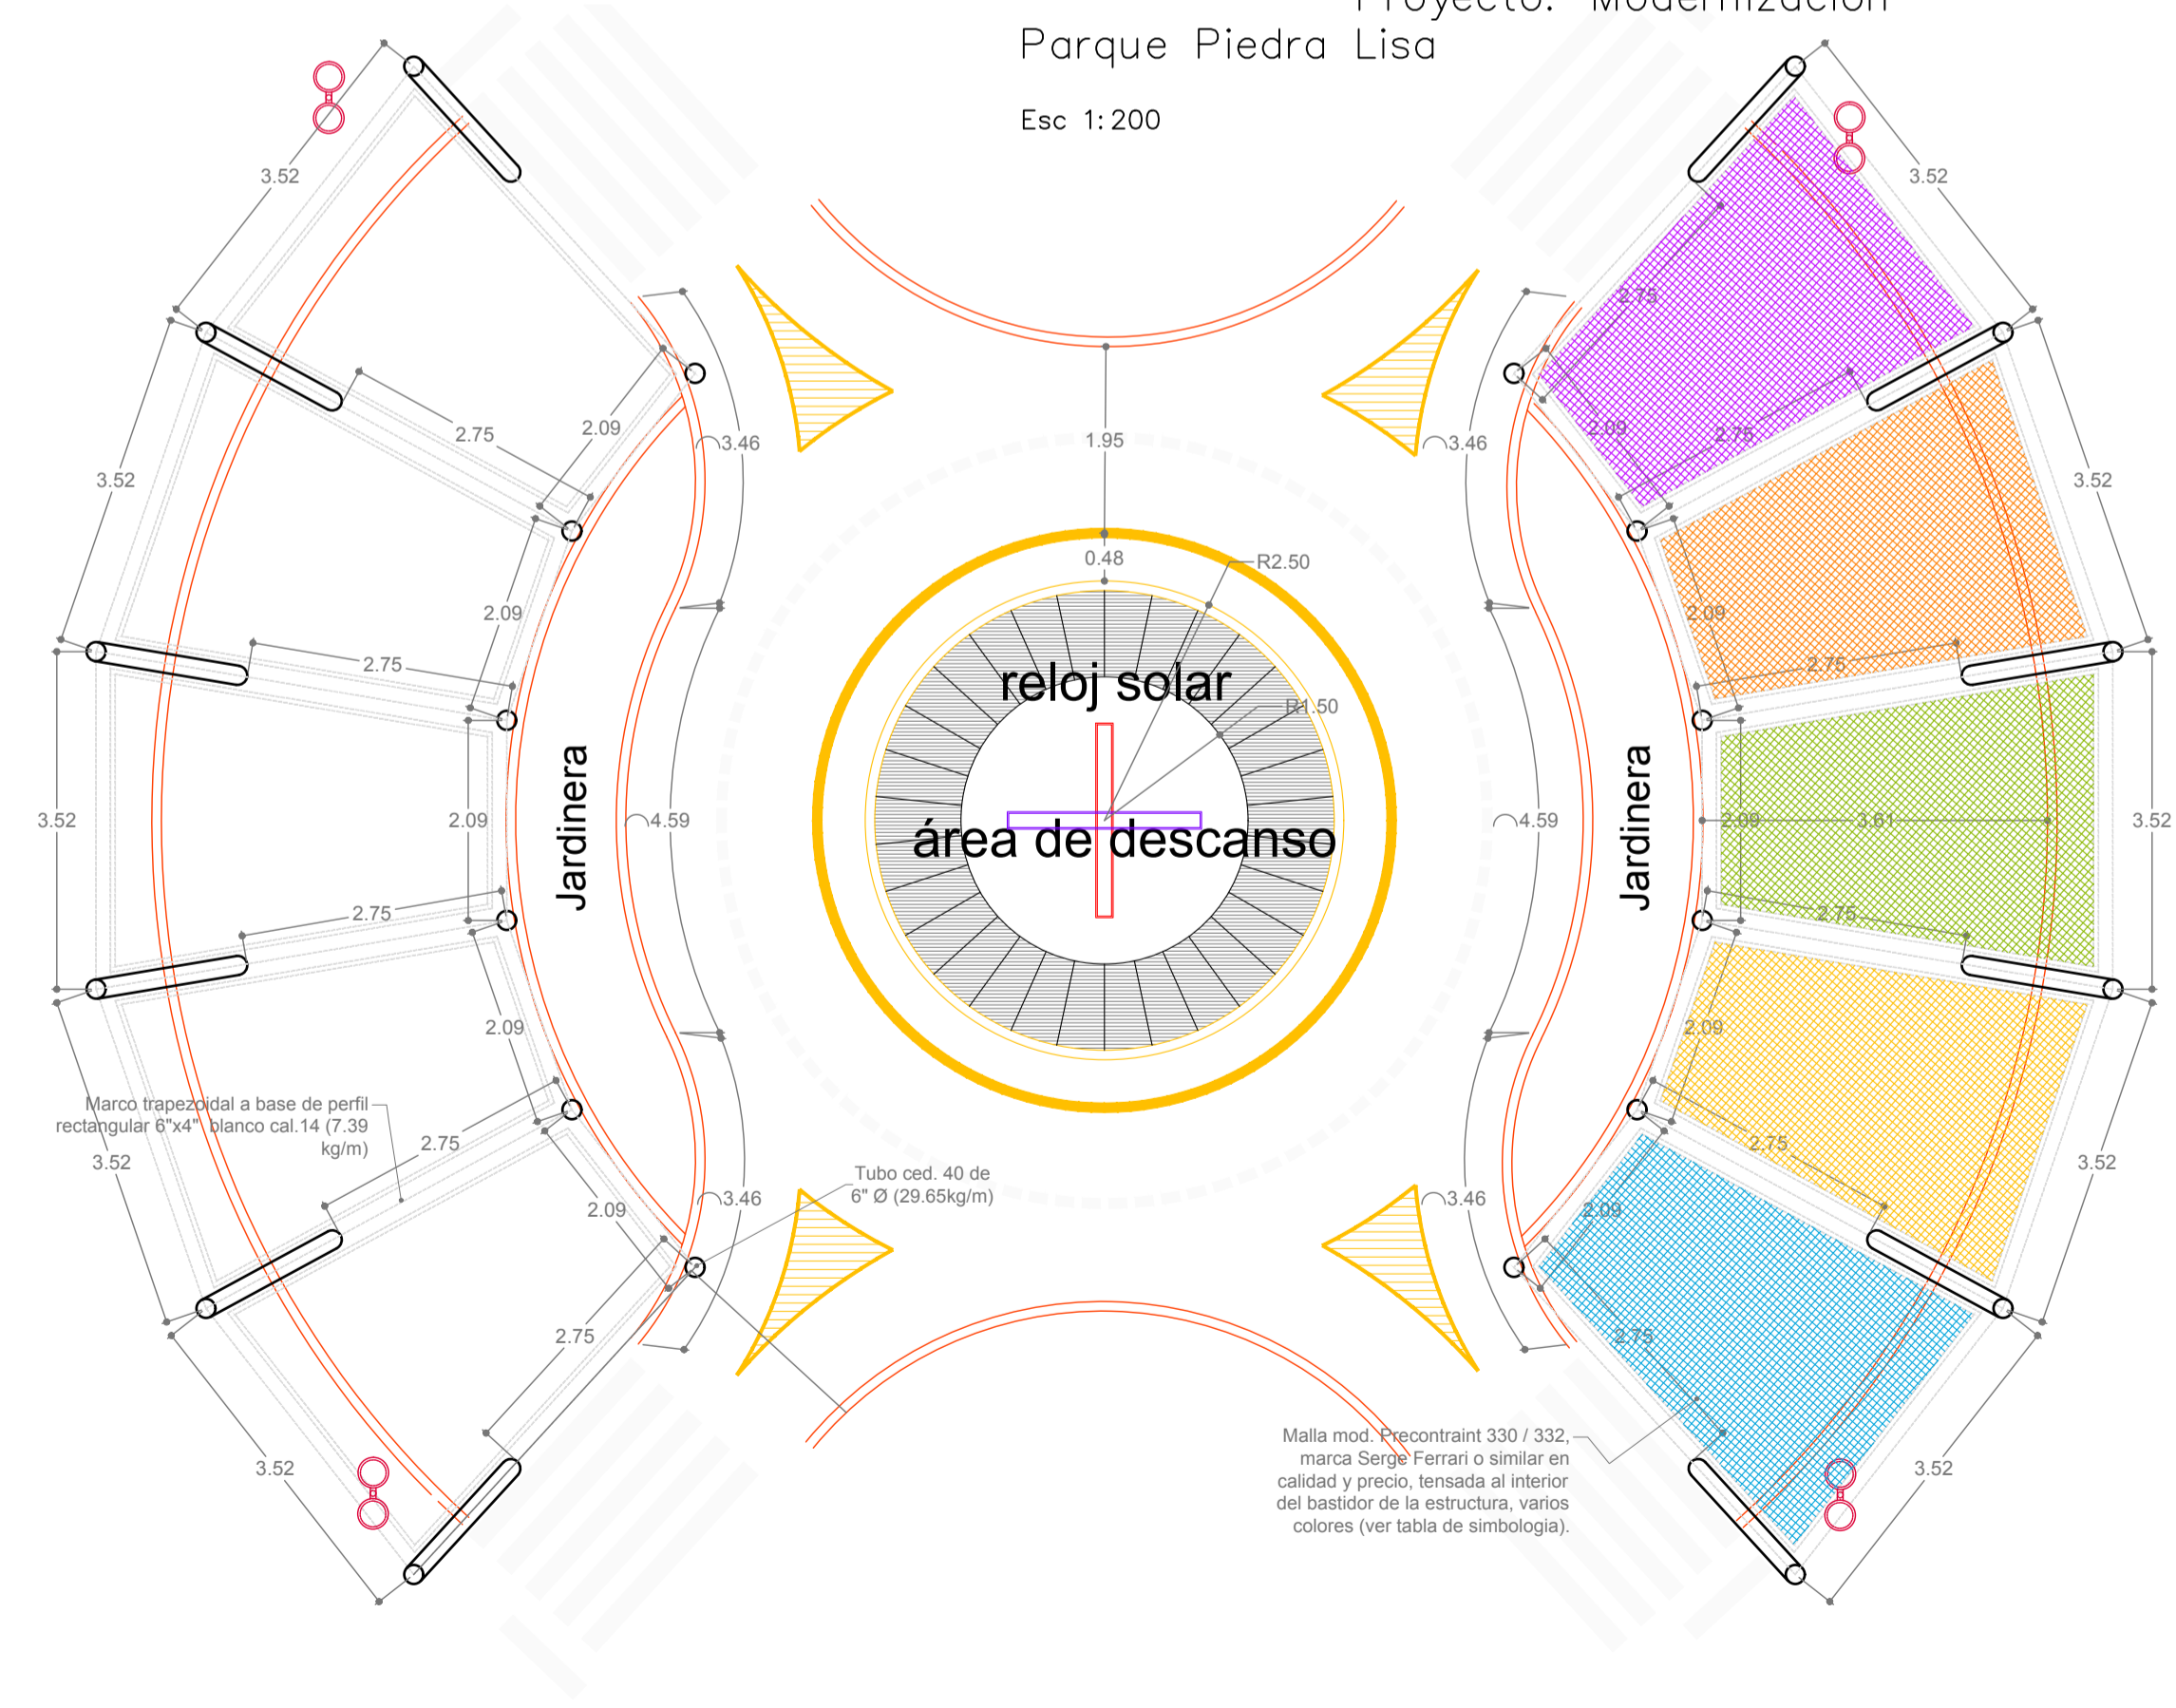 Proyecto: Modernización
Parque Piedra Lisa
Esc 1:200
3.52
3.52
3.52
3.52
3.52
2.75
2.09
2.75
2.09
2.09
2.75
2.09
2.75
2.09
2.75
3.46
4.59
3.46
Jardinera
Marco trapezoidal a base de perfil
rectangular 6"x4" blanco cal.14 (7.39
kg/m)
Tubo ced. 40 de
6" Ø (29.65kg/m)
1.95
0.48
R2.50
R1.50
reloj solar
área de descanso
3.46
4.59
3.46
Jardinera
2.75
2.09
2.75
2.09
2.75
2.09
3.61
2.75
2.09
2.75
2.09
2.75
3.52
3.52
3.52
3.52
3.52
Malla mod. Precontraint 330 / 332,
marca Serge Ferrari o similar en
calidad y precio, tensada al interior
del bastidor de la estructura, varios
colores (ver tabla de simbologia).